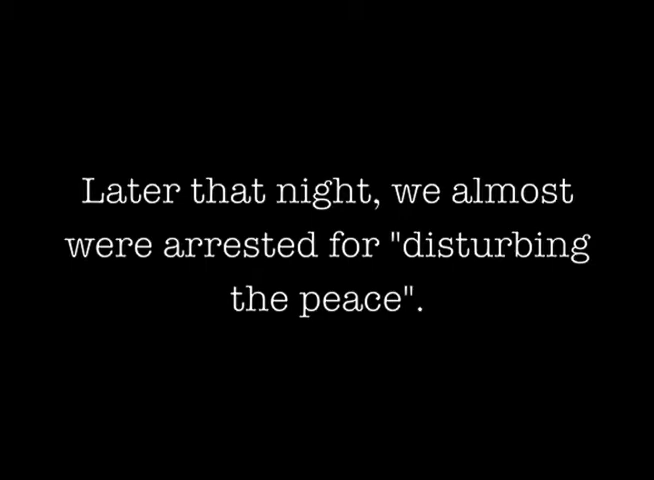 Later that night, we almost
were arrested for "disturbing
the peace".